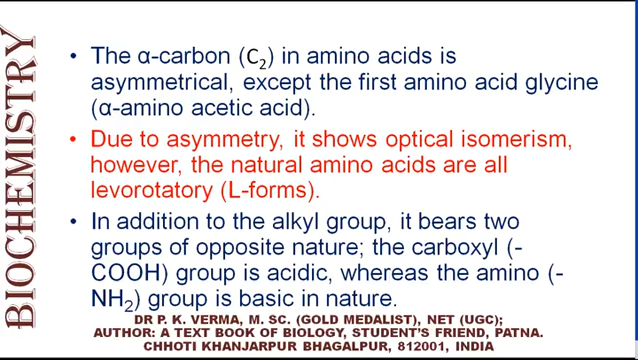 BIOCHEMISTRY
• The α-carbon (C₂) in amino acids is
asymmetrical, except the first amino acid glycine
(α-amino acetic acid).
• Due to asymmetry, it shows optical isomerism,
however, the natural amino acids are all
levorotatory (L-forms).
• In addition to the alkyl group, it bears two
groups of opposite nature; the carboxyl (-
COOH) group is acidic, whereas the amino (-
NH₂) group is basic in nature.
DR P. K. VERMA, M. SC. (GOLD MEDALIST), NET (UGC);
AUTHOR: A TEXT BOOK OF BIOLOGY, STUDENT'S FRIEND, PATNA.
CHHOTI KHANJARPUR BHAGALPUR, 812001, INDIA